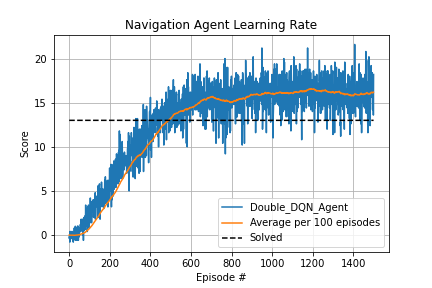 Navigation Agent Learning Rate
Score
20
15
10
5
0
0 200 400 600 800 1000 1200 1400
Episode #
Double_DQN_Agent
Average per 100 episodes
Solved